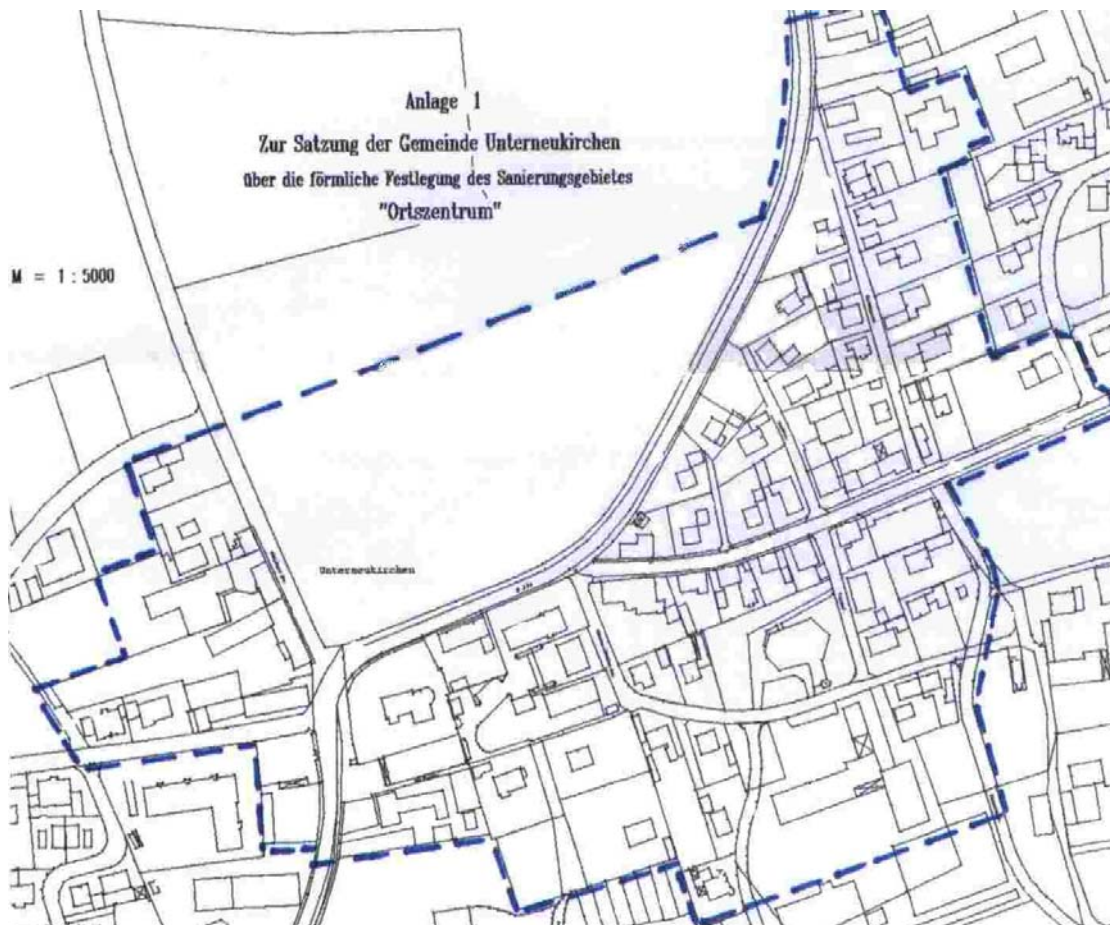 Anlage 1
Zur Satzung der Gemeinde Unterneukirchen
über die förmliche Festlegung des Sanierungsgebietes
"Ortszentrum"
M = 1 : 5000
Unterneukirchen